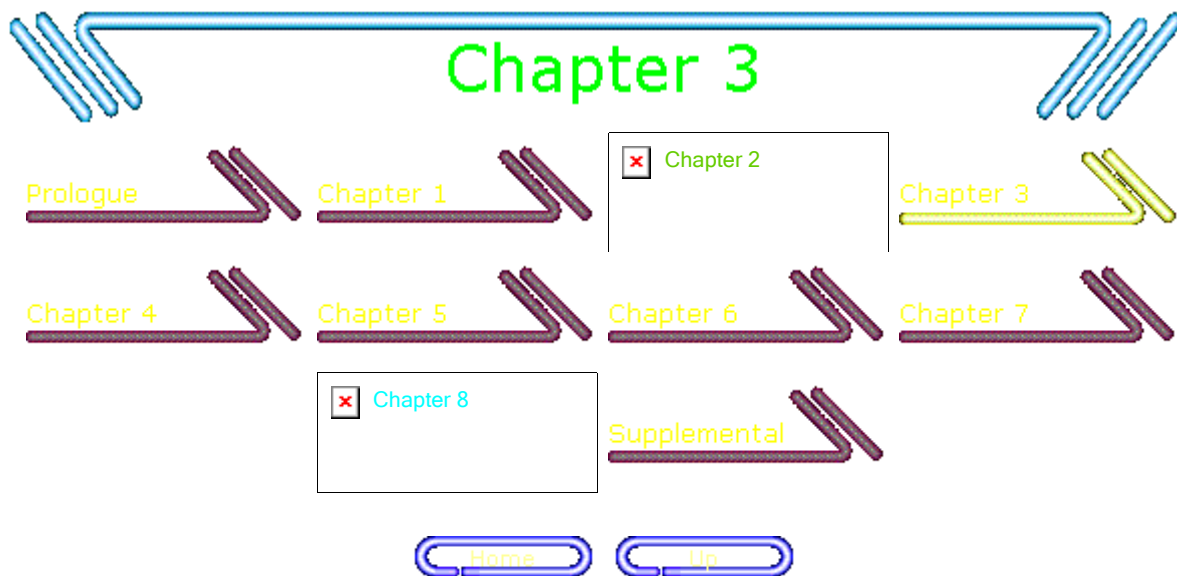 Chapter 3
Prologue
Chapter 1
Chapter 2
Chapter 3
Chapter 4
Chapter 5
Chapter 6
Chapter 7
Chapter 8
Supplemental
Home
Up